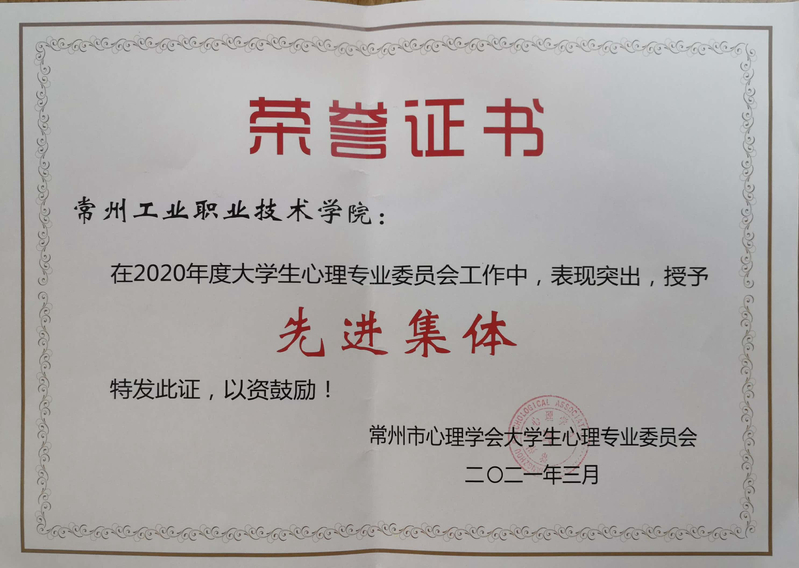 荣誉证书
常州工业职业技术学院：
在2020年度大学生心理专业委员会工作中，表现突出，授予
先进集体
特发此证，以资鼓励！
常州市心理学会大学生心理专业委员会
二〇二一年三月